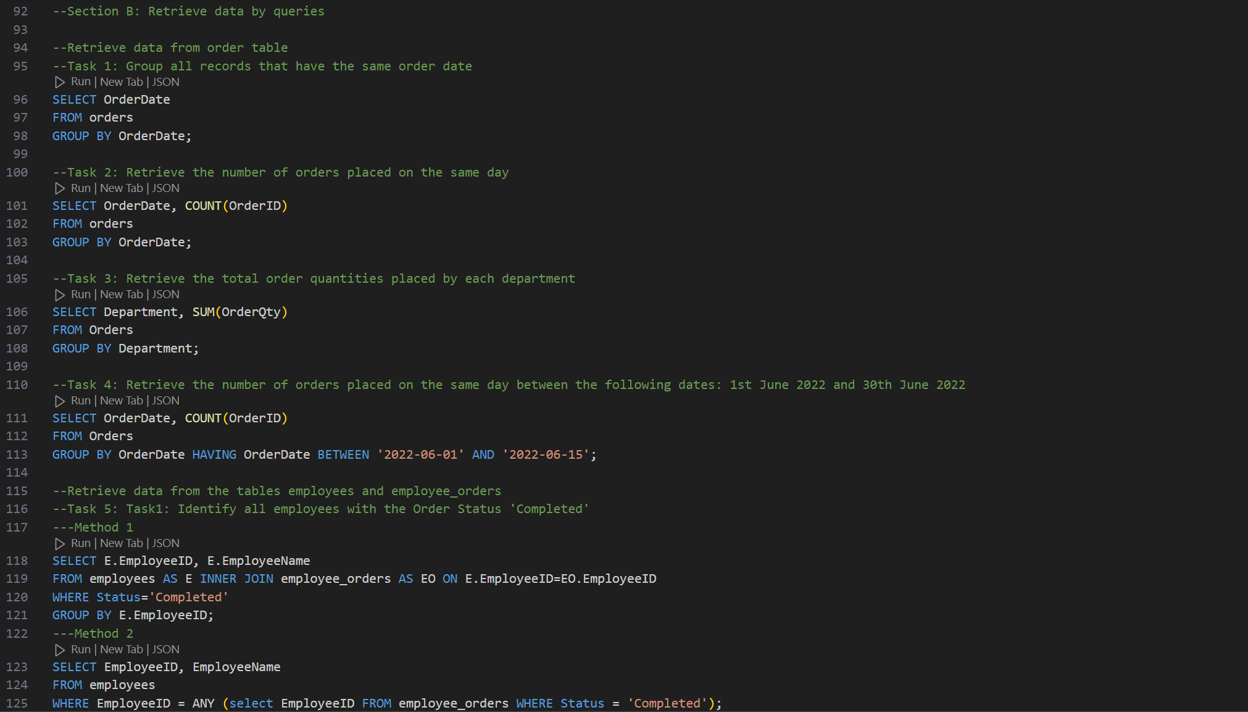 92 --Section B: Retrieve data by queries
93
94 --Retrieve data from order table
95 --Task 1: Group all records that have the same order date
Run | New Tab | JSON
96 SELECT OrderDate
97 FROM orders
98 GROUP BY OrderDate;
99
100 --Task 2: Retrieve the number of orders placed on the same day
Run | New Tab | JSON
101 SELECT OrderDate, COUNT(OrderID)
102 FROM orders
103 GROUP BY OrderDate;
104
105 --Task 3: Retrieve the total order quantities placed by each department
Run | New Tab | JSON
106 SELECT Department, SUM(OrderQty)
107 FROM Orders
108 GROUP BY Department;
109
110 --Task 4: Retrieve the number of orders placed on the same day between the following dates: 1st June 2022 and 30th June 2022
Run | New Tab | JSON
111 SELECT OrderDate, COUNT(OrderID)
112 FROM Orders
113 GROUP BY OrderDate HAVING OrderDate BETWEEN '2022-06-01' AND '2022-06-15';
114
115 --Retrieve data from the tables employees and employee_orders
116 --Task 5: Task1: Identify all employees with the Order Status 'Completed'
117 ---Method 1
Run | New Tab | JSON
118 SELECT E.EmployeeID, E.EmployeeName
119 FROM employees AS E INNER JOIN employee_orders AS EO ON E.EmployeeID=EO.EmployeeID
120 WHERE Status='Completed'
121 GROUP BY E.EmployeeID;
122 ---Method 2
Run | New Tab | JSON
123 SELECT EmployeeID, EmployeeName
124 FROM employees
125 WHERE EmployeeID = ANY (select EmployeeID FROM employee_orders WHERE Status = 'Completed');